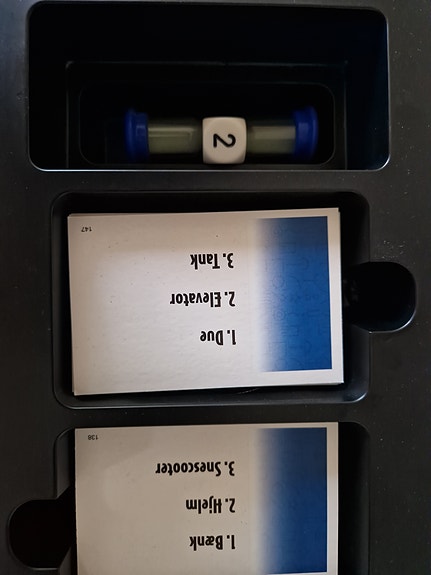 2
1. Due
2. Elevator
3. Tank
147
1. Bænk
2. Hjelm
3. Snescooter
138